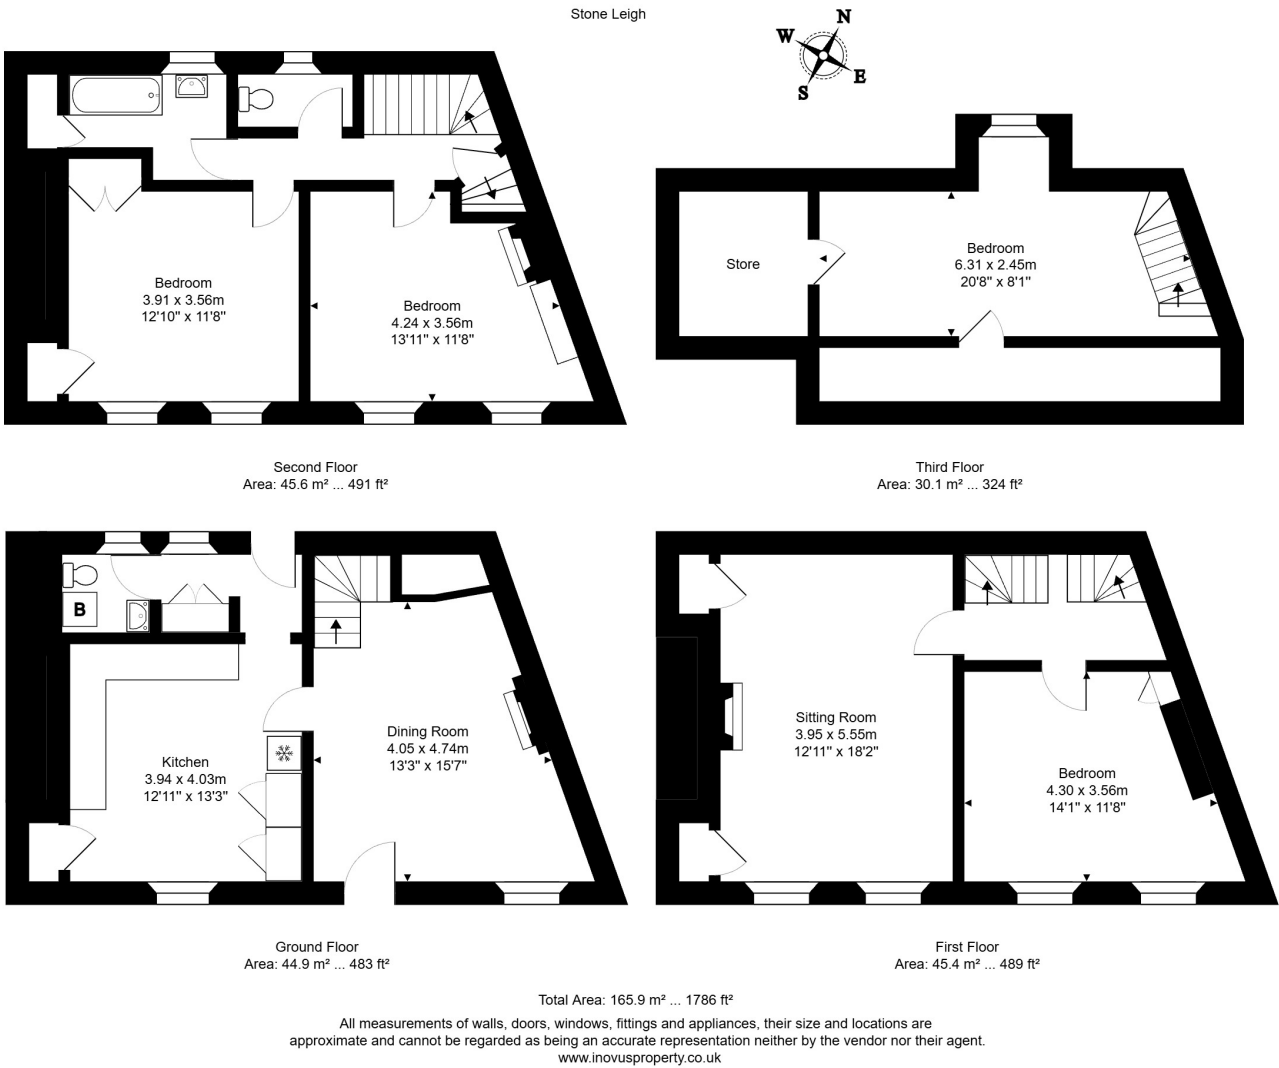 Stone Leigh
N
W
E
S
Bedroom
3.91 x 3.56m
12'10" x 11'8"
Bedroom
4.24 x 3.56m
13'11" x 11'8"
Store
Bedroom
6.31 x 2.45m
20'8" x 8'1"
Second Floor
Area: 45.6 m² ... 491 ft²
Third Floor
Area: 30.1 m² ... 324 ft²
B
Kitchen
3.94 x 4.03m
12'11" x 13'3"
Dining Room
4.05 x 4.74m
13'3" x 15'7"
Sitting Room
3.95 x 5.55m
12'11" x 18'2"
Bedroom
4.30 x 3.56m
14'1" x 11'8"
Ground Floor
Area: 44.9 m² ... 483 ft²
First Floor
Area: 45.4 m² ... 489 ft²
Total Area: 165.9 m² ... 1786 ft²
All measurements of walls, doors, windows, fittings and appliances, their size and locations are
approximate and cannot be regarded as being an accurate representation neither by the vendor nor their agent.
www.inovusproperty.co.uk